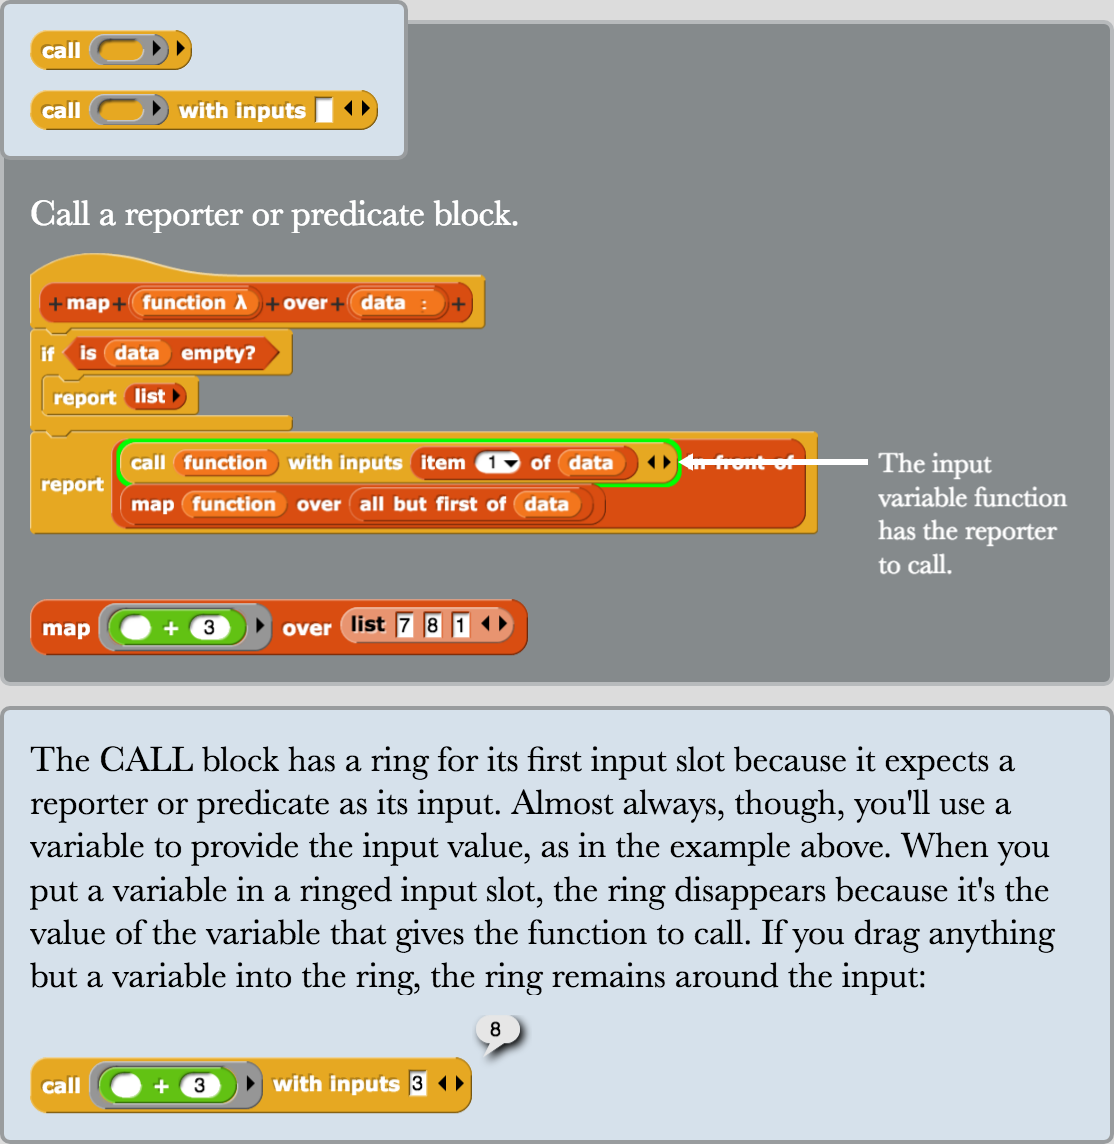 call
call with inputs
Call a reporter or predicate block.
+ map + function λ + over + data : +
if is data empty?
report list
call function with inputs item 1 of data in front of
report
map function over all but first of data
The input
variable function
has the reporter
to call.
map + 3 over list 7 8 1
The CALL block has a ring for its first input slot because it expects a
reporter or predicate as its input. Almost always, though, you'll use a
variable to provide the input value, as in the example above. When you
put a variable in a ringed input slot, the ring disappears because it's the
value of the variable that gives the function to call. If you drag anything
but a variable into the ring, the ring remains around the input:
8
call + 3 with inputs 3